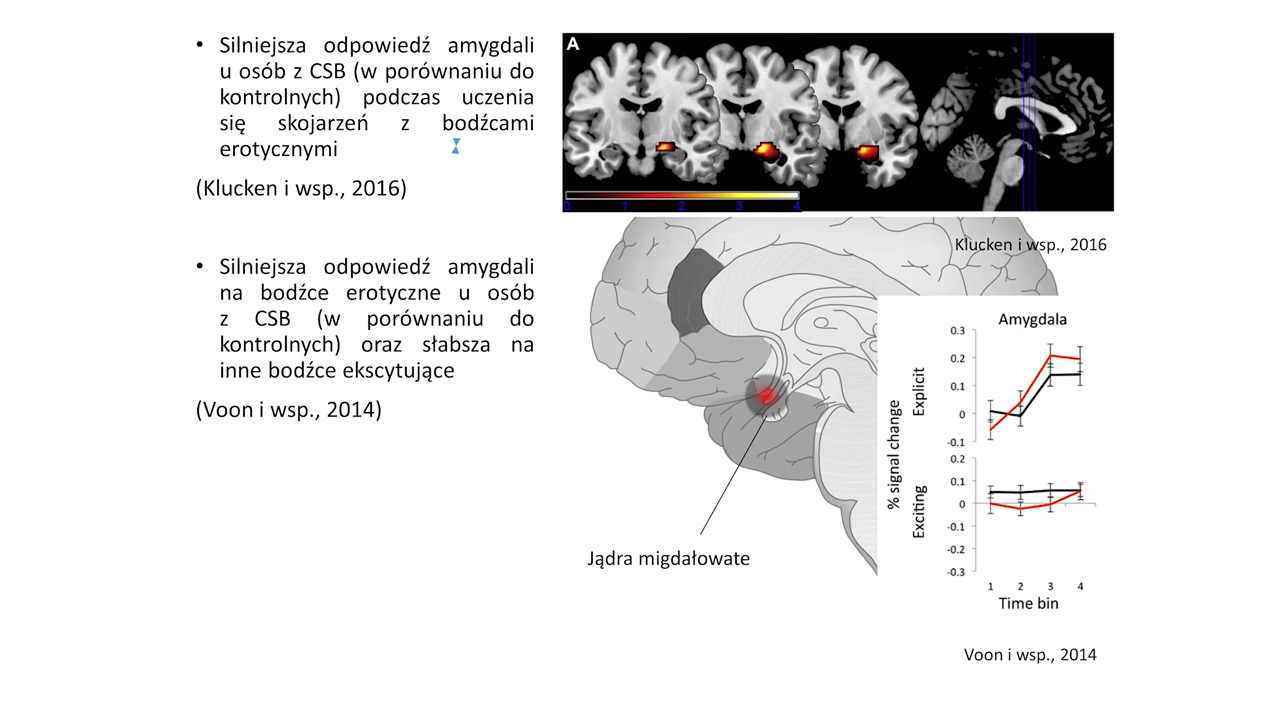 • Silniejsza odpowiedź amygdali
u osób z CSB (w porównaniu do
kontrolnych) podczas uczenia
się skojarzeń z bodźcami
erotycznymi
(Klucken i wsp., 2016)
• Silniejsza odpowiedź amygdali
na bodźce erotyczne u osób
z CSB (w porównaniu do
kontrolnych) oraz słabsza na
inne bodźce ekscytujące
(Voon i wsp., 2014)
A
0 1 2 3 4
Klucken i wsp., 2016
Jądra migdałowate
Amygdala
% signal change
Explicit
0.3
0.2
0.1
0
-0.1
Exciting
0.2
0.1
0
-0.1
-0.2
-0.3
1 2 3 4
Time bin
Voon i wsp., 2014